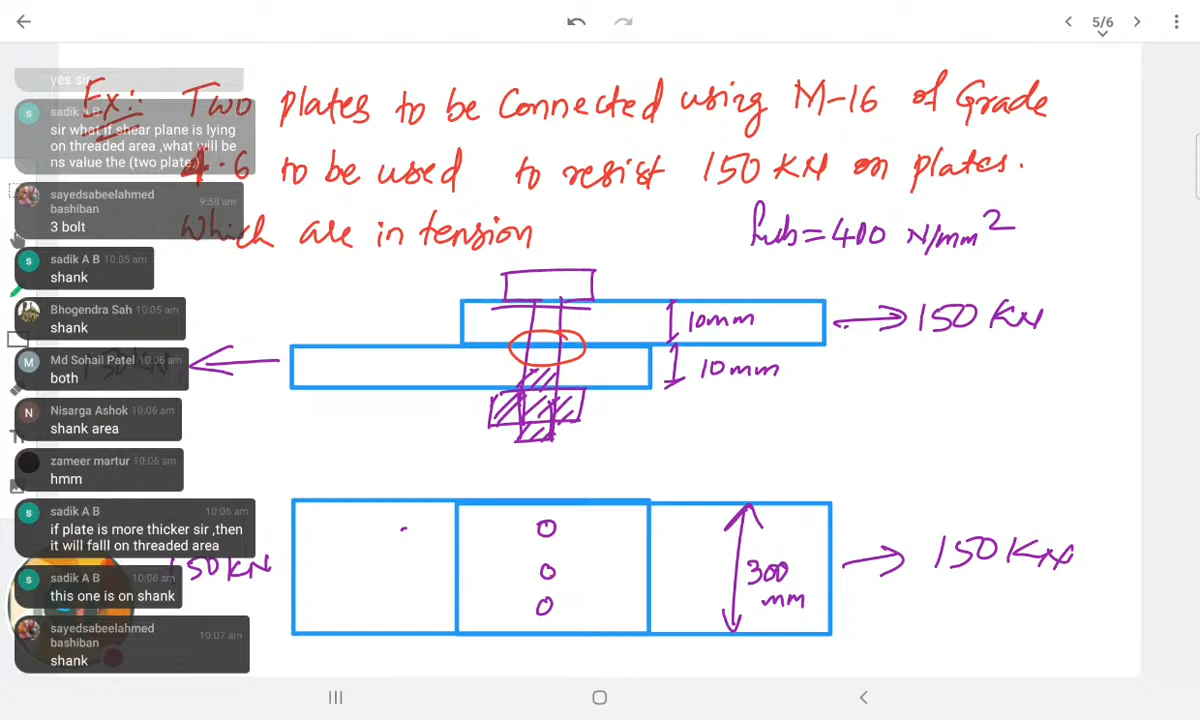 5/6
yes sir
Ex:- Two plates to be Connected using M-16 of Grade
4.6 to be used to resist 150 KN on plates.
Which are in tension
fub = 400 N/mm2
sadik A B
sir what if shear plane is lying
on threaded area ,what will be
ns value the (two plate)
sayedsabeelahmed
bashiban
9:58 am
3 bolt
sadik A B 10:05 am
shank
Bhogendra Sah 10:05 am
shank
Md Sohail Patel 10:06 am
both
Nisarga Ashok 10:06 am
shank area
zameer martur 10:06 am
hmm
sadik A B 10:06 am
if plate is more thicker sir ,then
it will falll on threaded area
sadik A B 10:06 am
this one is on shank
sayedsabeelahmed
bashiban
10:07 am
shank
10mm
150 KN
10mm
150 KN
150 KN
300
mm
150 KN